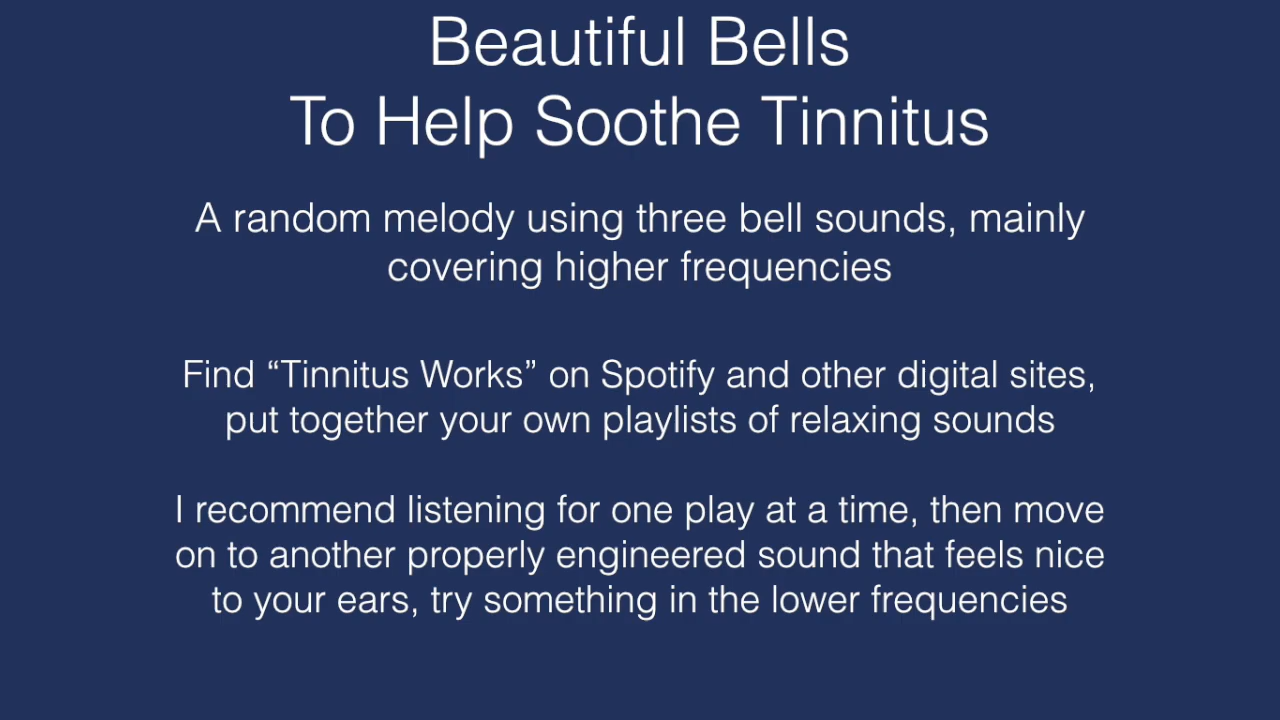 Beautiful Bells
To Help Soothe Tinnitus
A random melody using three bell sounds, mainly
covering higher frequencies
Find “Tinnitus Works” on Spotify and other digital sites,
put together your own playlists of relaxing sounds
I recommend listening for one play at a time, then move
on to another properly engineered sound that feels nice
to your ears, try something in the lower frequencies